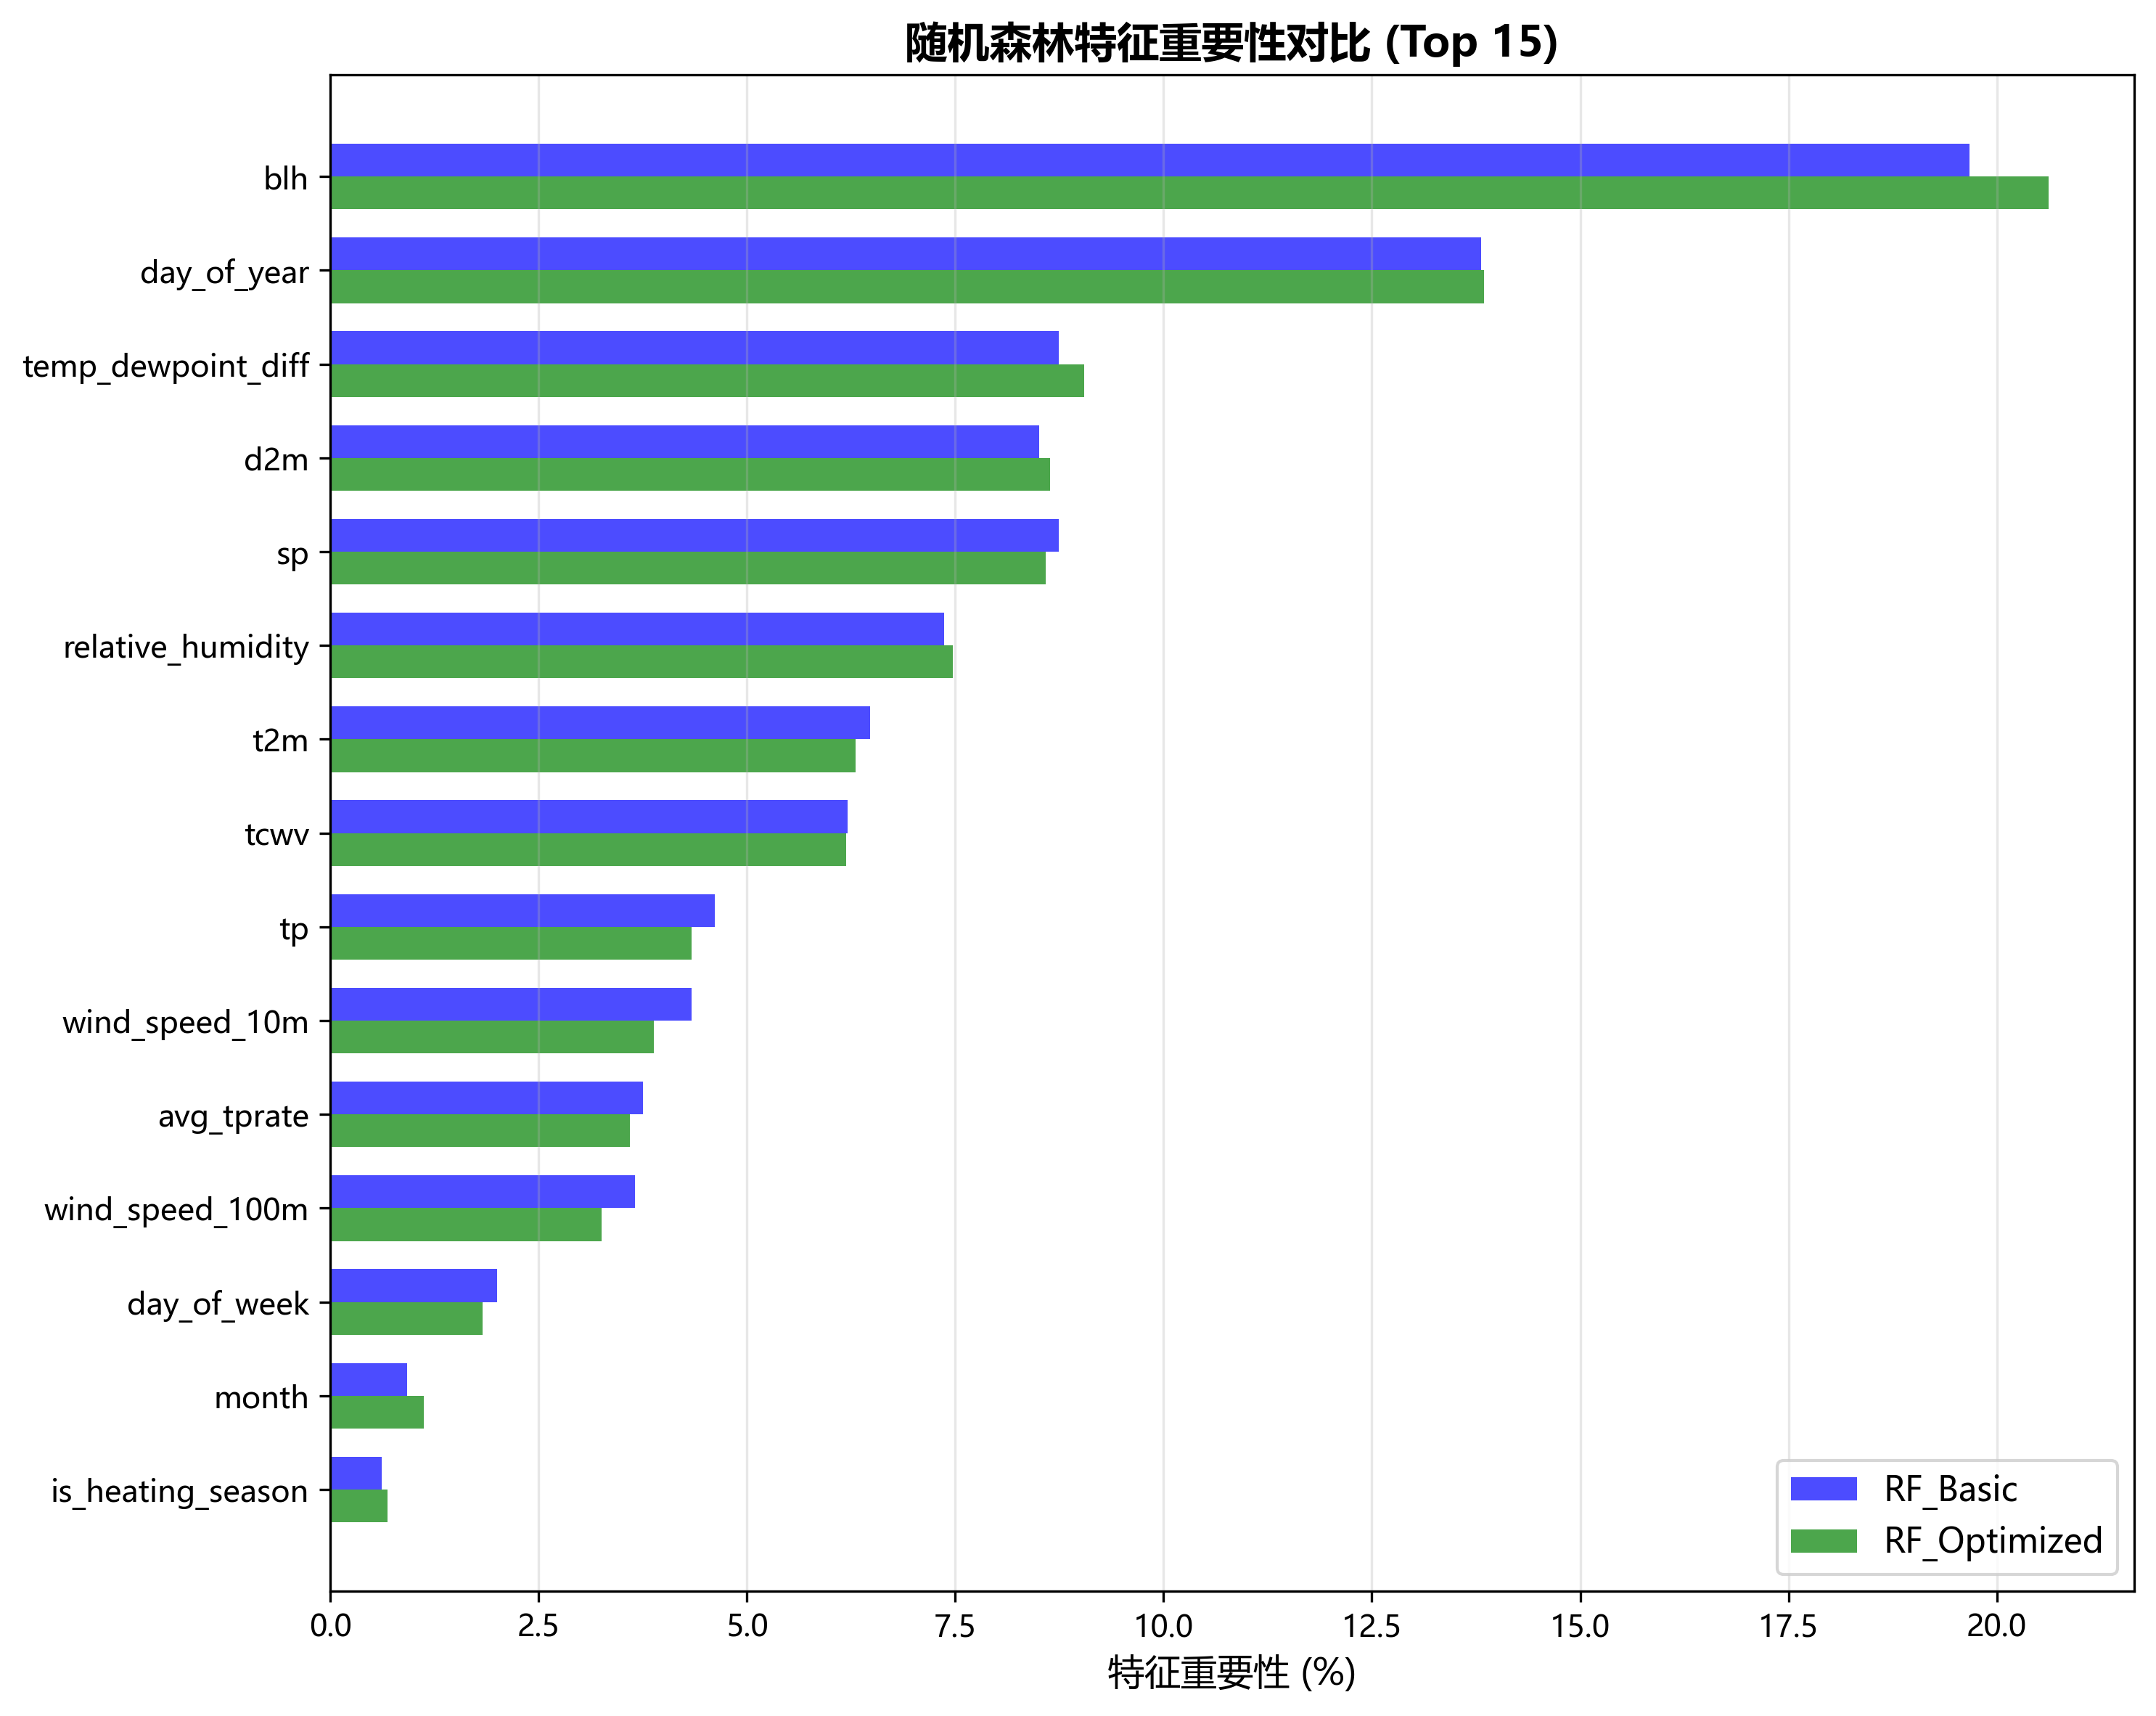 随机森林特征重要性对比 (Top 15)
blh
day_of_year
temp_dewpoint_diff
d2m
sp
relative_humidity
t2m
tcwv
tp
wind_speed_10m
avg_tprate
wind_speed_100m
day_of_week
month
is_heating_season
RF_Basic
RF_Optimized
0.0 2.5 5.0 7.5 10.0 12.5 15.0 17.5 20.0
特征重要性 (%)